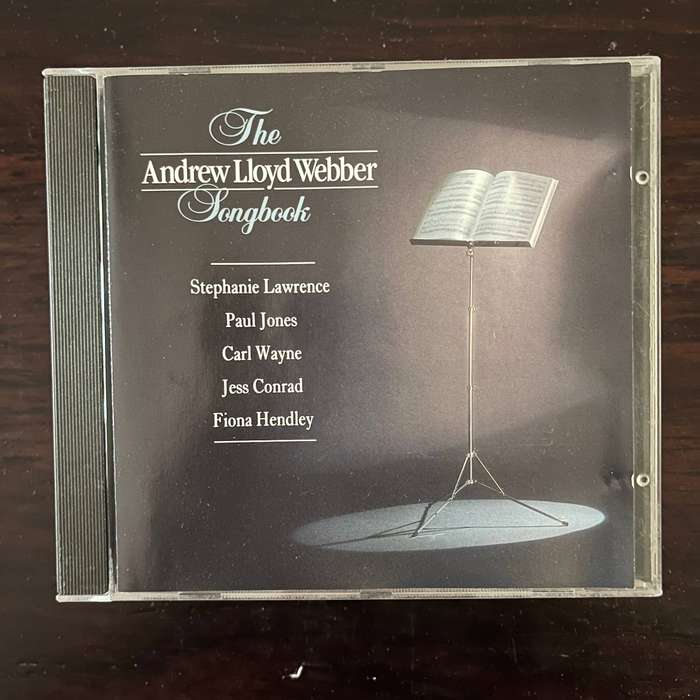 The
Andrew Lloyd Webber
Songbook
Stephanie Lawrence
Paul Jones
Carl Wayne
Jess Conrad
Fiona Hendley